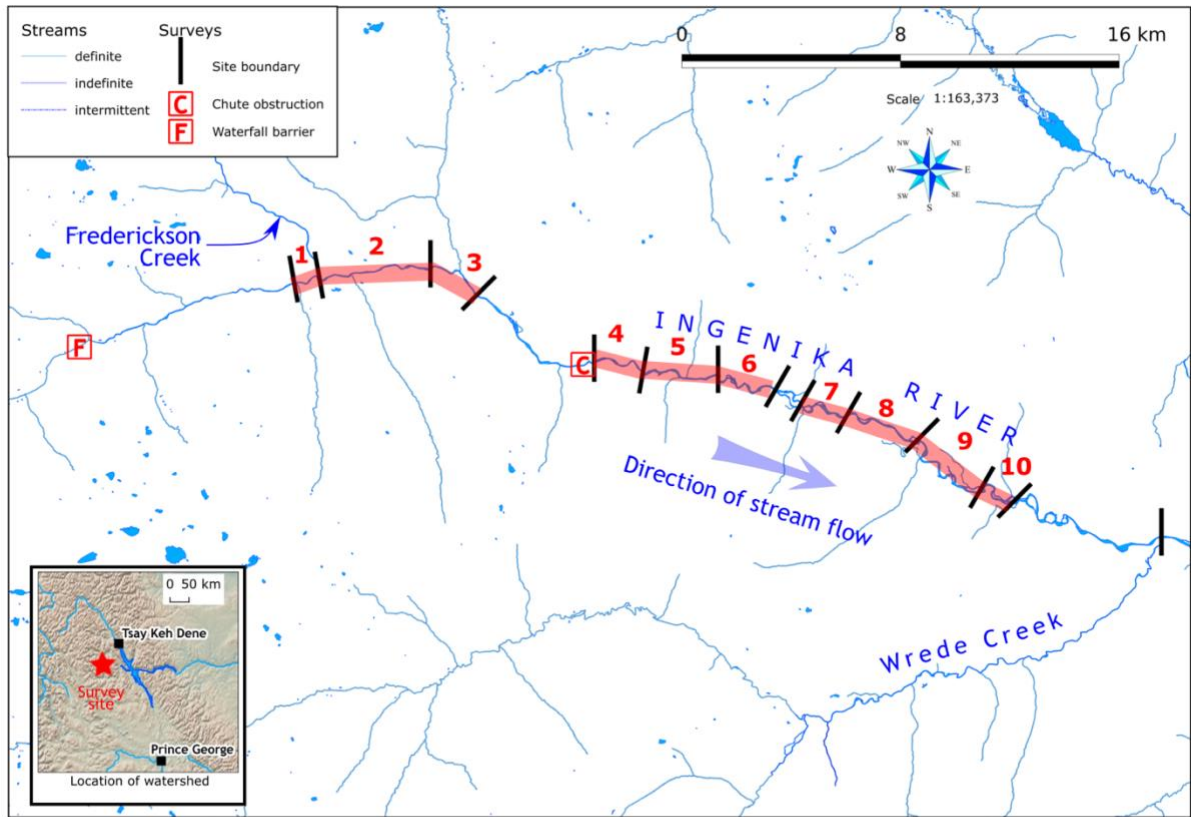 Streams
definite
indefinite
intermittent
Surveys
Site boundary
C
Chute obstruction
F
Waterfall barrier
0 8 16 km
Scale 1:163,373
N
NW NE
W E
SW SE
S
Frederickson
Creek
1
2
3
F
C
4
5
6
7
8
9
10
INGENIKA RIVER
Direction of stream flow
Wrede Creek
0 50 km
Tsay Keh Dene
Survey
site
Prince George
Location of watershed